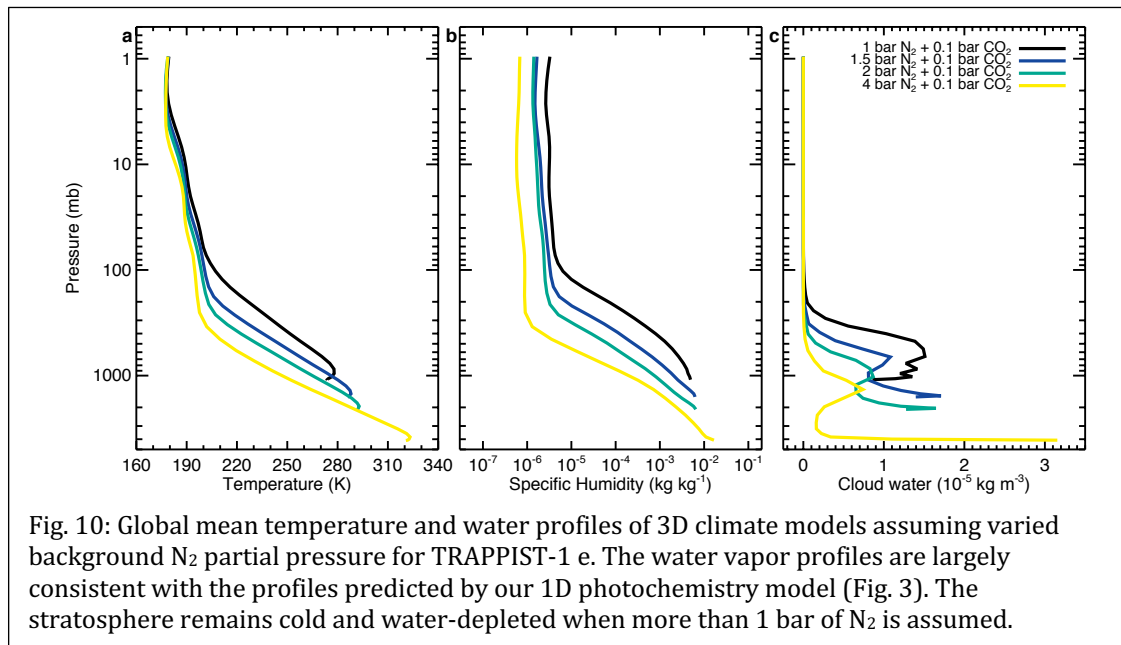 a
b
c
1 bar N₂ + 0.1 bar CO₂
1.5 bar N₂ + 0.1 bar CO₂
2 bar N₂ + 0.1 bar CO₂
4 bar N₂ + 0.1 bar CO₂
Pressure (mb)
1
10
100
1000
160 190 220 250 280 310 340
Temperature (K)
10⁻⁷ 10⁻⁶ 10⁻⁵ 10⁻⁴ 10⁻³ 10⁻² 10⁻¹
Specific Humidity (kg kg⁻¹)
0 1 2 3
Cloud water (10⁻⁵ kg m⁻³)
Fig. 10: Global mean temperature and water profiles of 3D climate models assuming varied
background N₂ partial pressure for TRAPPIST-1 e. The water vapor profiles are largely
consistent with the profiles predicted by our 1D photochemistry model (Fig. 3). The
stratosphere remains cold and water-depleted when more than 1 bar of N₂ is assumed.